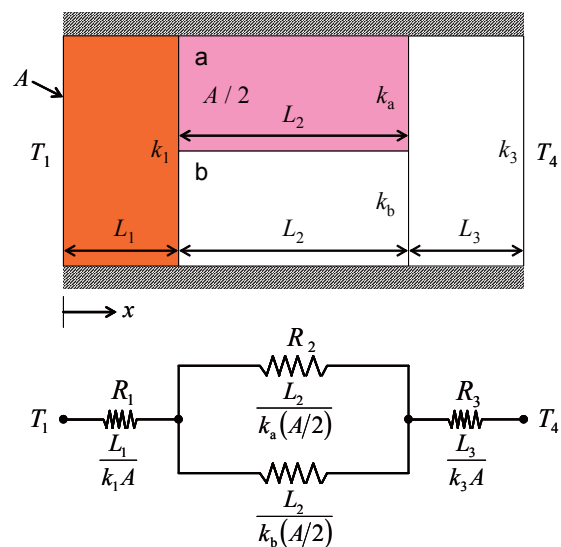 a
A
A / 2
k_a
L_2
T_1
k_1
k_3
T_4
b
k_b
L_1
L_2
L_3
x
R_2
L_2
k_a(A/2)
R_1
R_3
T_1
T_4
L_1
k_1A
L_3
k_3A
L_2
k_b(A/2)